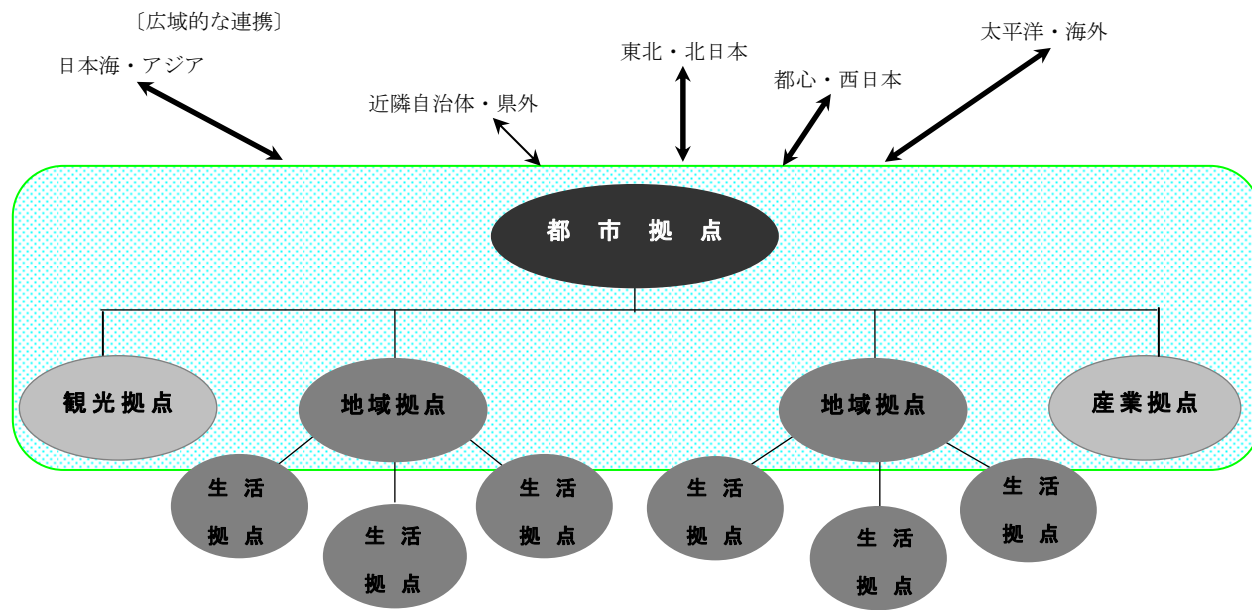 〔広域的な連携〕
太平洋・海外
東北・北日本
日本海・アジア
都心・西日本
近隣自治体・県外
都市拠点
観光拠点
地域拠点
地域拠点
産業拠点
生活
拠点
生活
拠点
生活
拠点
生活
拠点
生活
拠点
生活
拠点